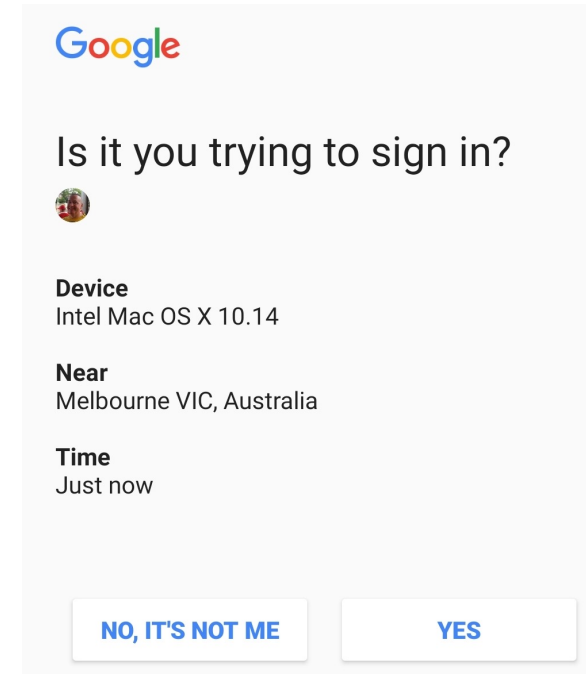 Google
Is it you trying to sign in?
Device
Intel Mac OS X 10.14
Near
Melbourne VIC, Australia
Time
Just now
NO, IT'S NOT ME
YES